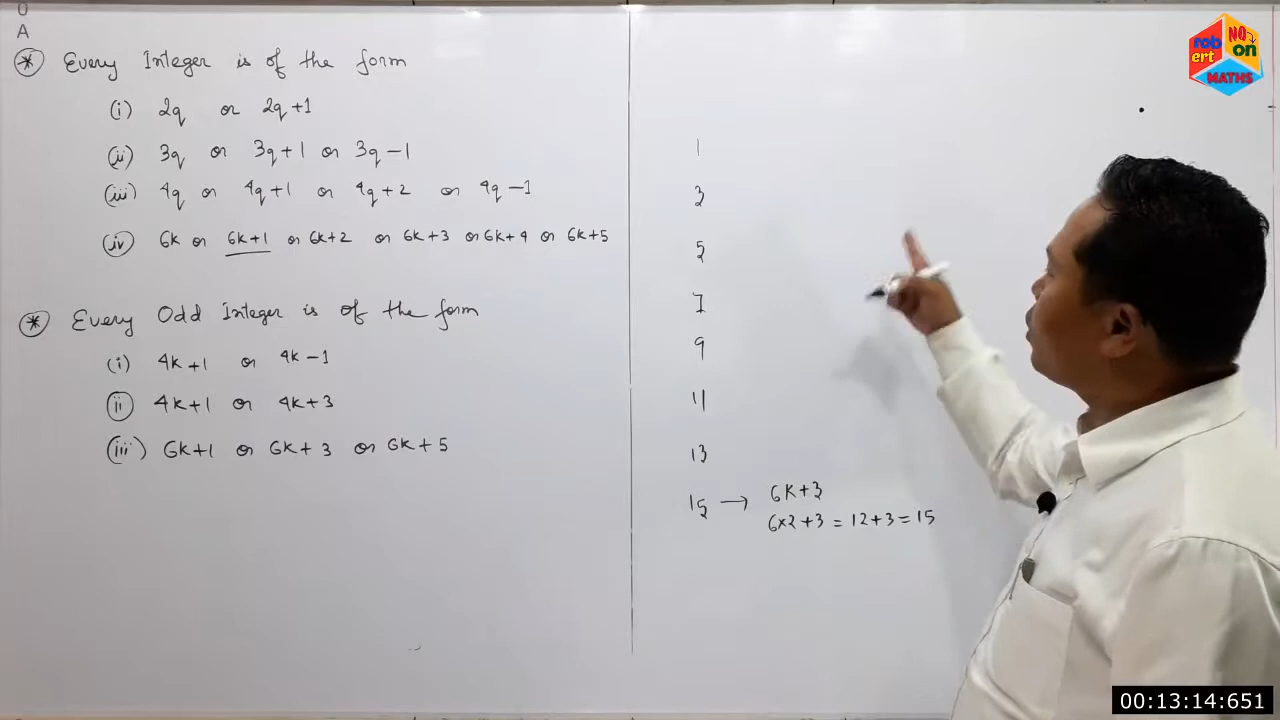 U
A
* Every Integer is of the form
(i) 2q or 2q+1
(ii) 3q or 3q+1 or 3q-1
(iii) 4q or 4q+1 or 4q+2 or 4q-1
(iv) 6k or 6k+1 or 6k+2 or 6k+3 or 6k+4 or 6k+5
* Every Odd Integer is of the form
(i) 4k+1 or 4k-1
ii 4k+1 or 4k+3
(iii) 6k+1 or 6k+3 or 6k+5
1
3
5
7
9
11
13
15 → 6k+3
6×2+3 = 12+3 = 15
rob ert NO on MATHS
00:13:14:651